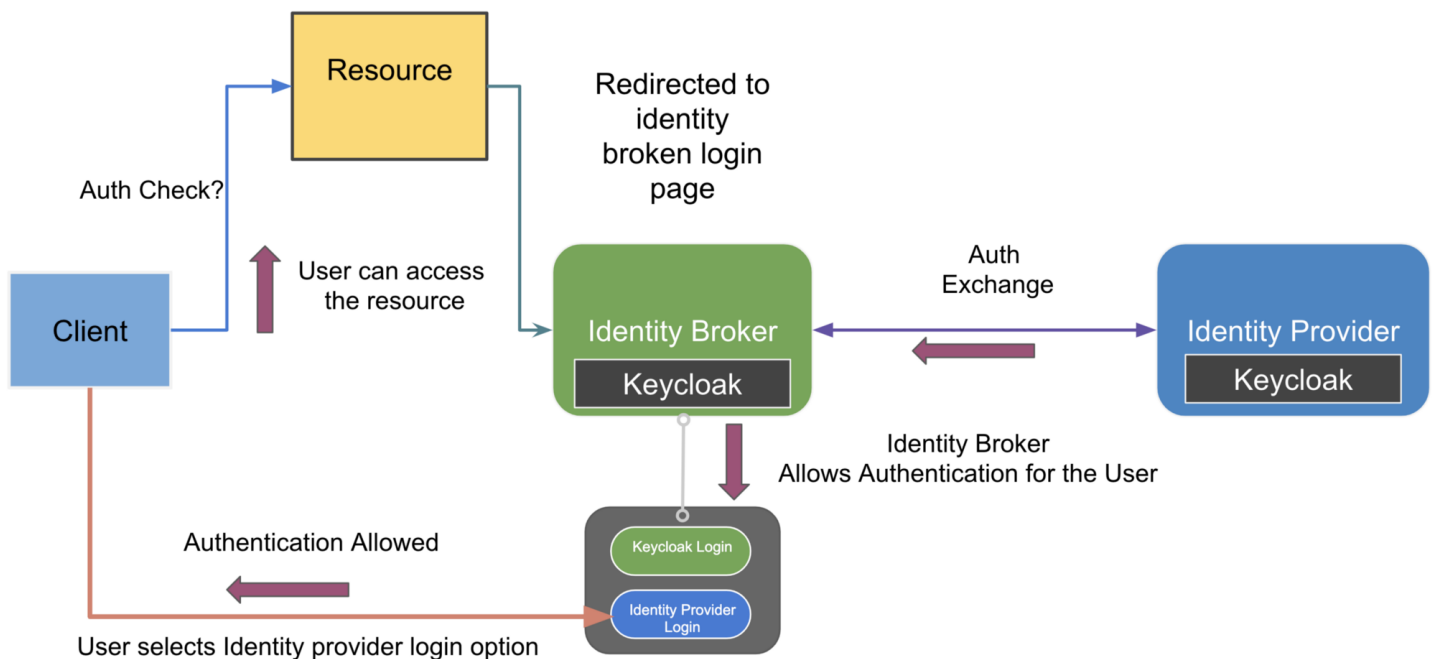 Resource
Redirected to
identity
broken login
page
Auth Check?
User can access
the resource
Auth
Exchange
Client
Identity Broker
Keycloak
Identity Provider
Keycloak
Identity Broker
Allows Authentication for the User
Authentication Allowed
Keycloak Login
Identity Provider
Login
User selects Identity provider login option